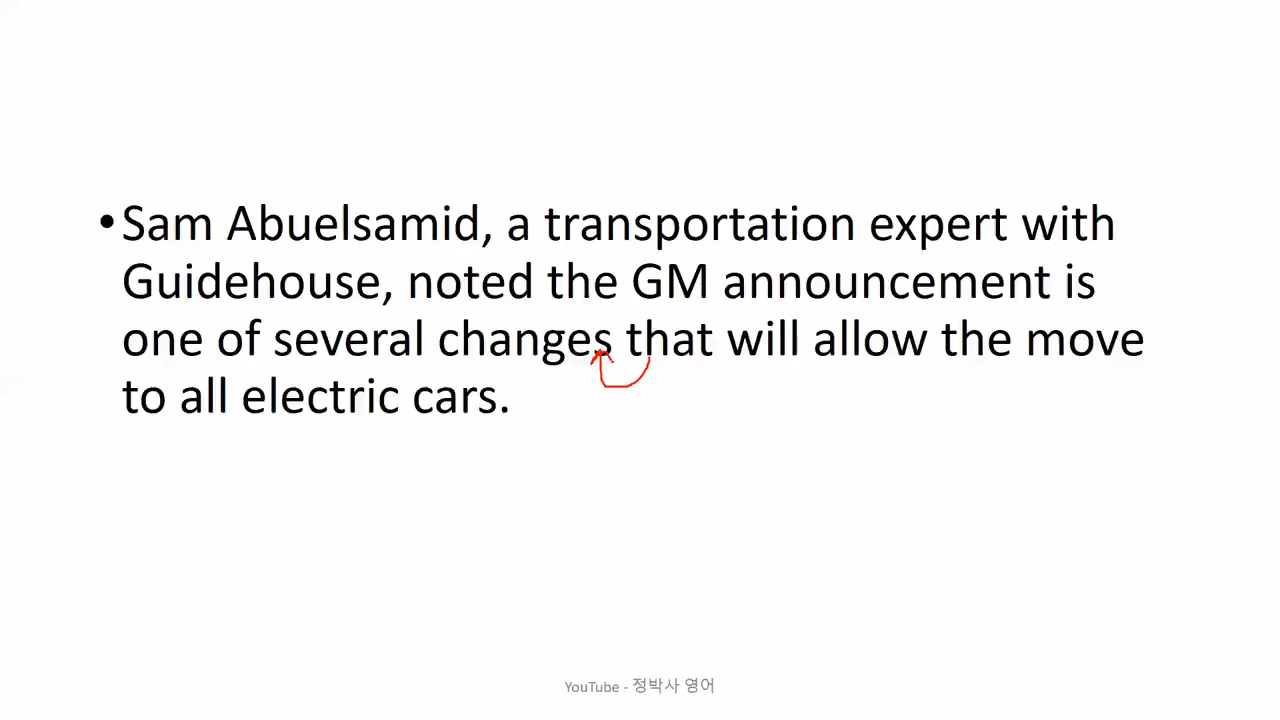 •Sam Abuelsamid, a transportation expert with
Guidehouse, noted the GM announcement is
one of several changes that will allow the move
to all electric cars.
YouTube - 정박사 영어